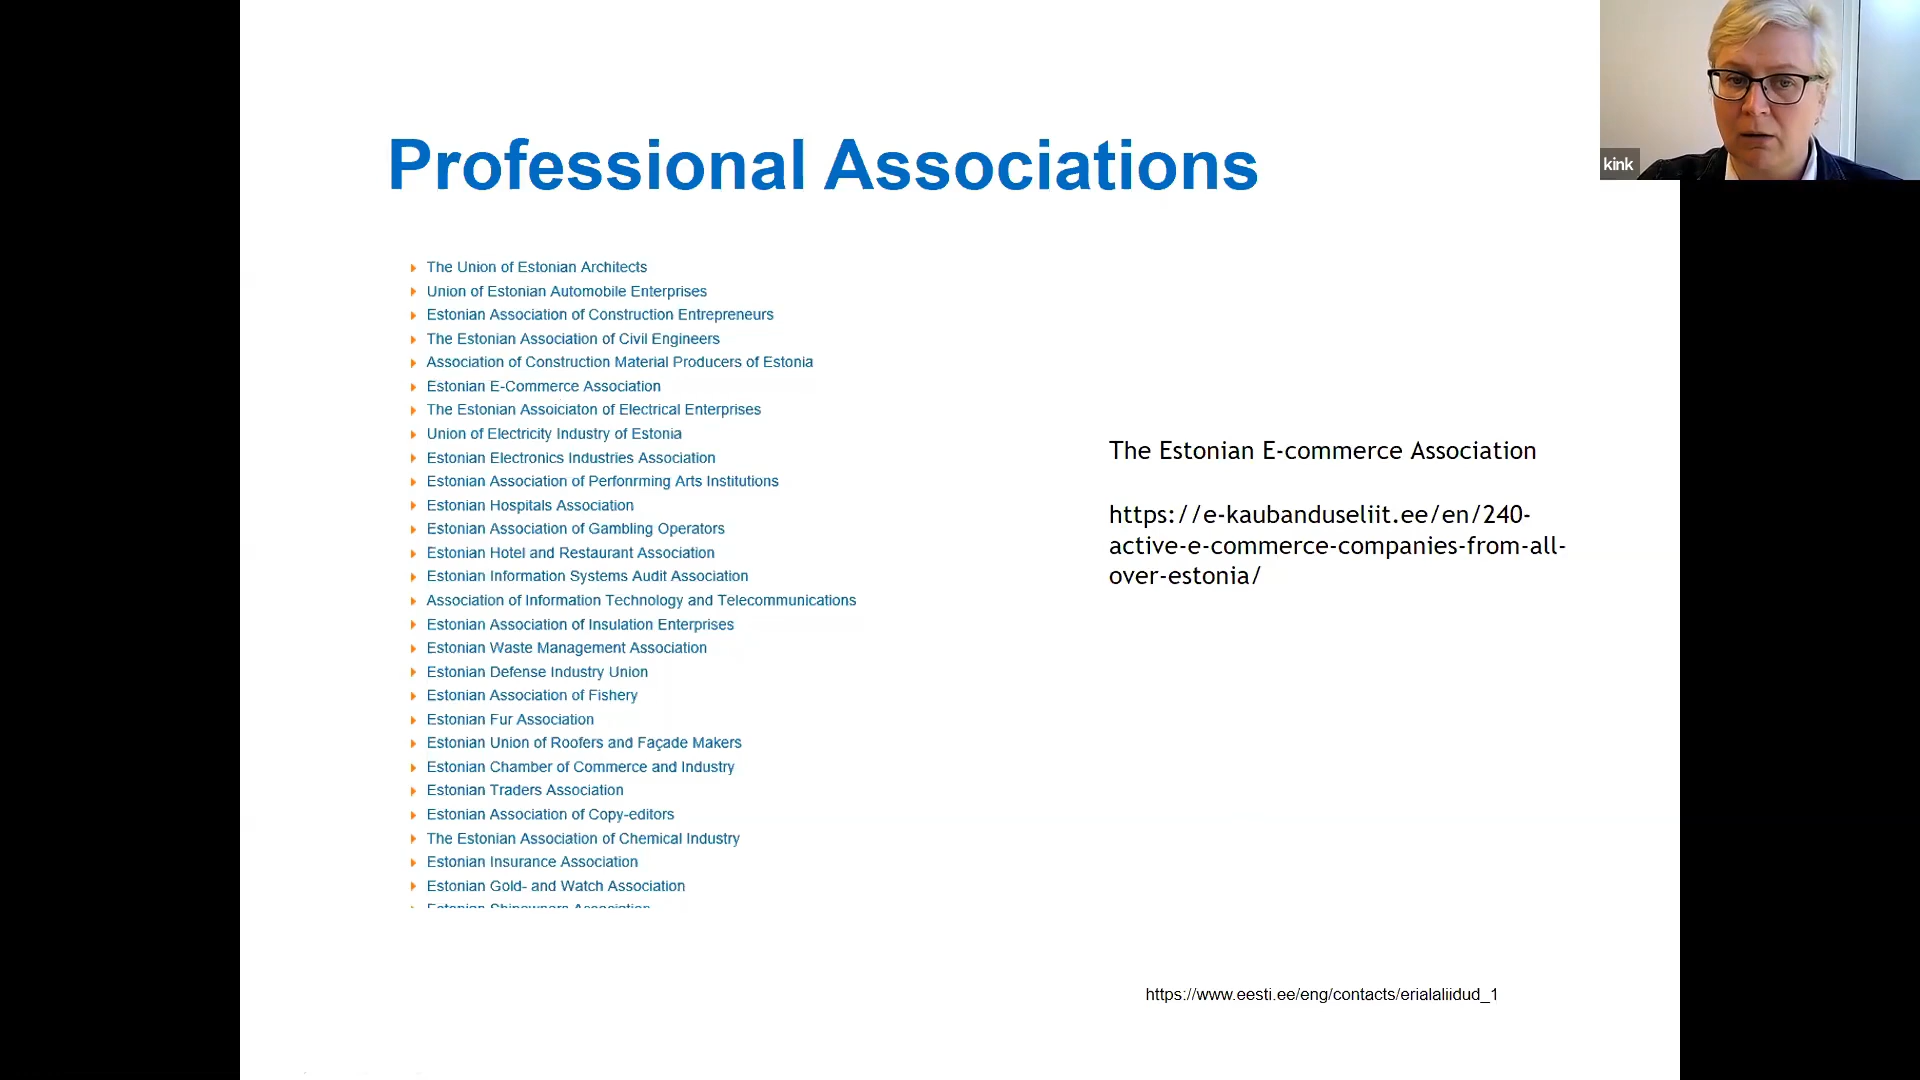 Professional Associations
kink
The Union of Estonian Architects
Union of Estonian Automobile Enterprises
Estonian Association of Construction Entrepreneurs
The Estonian Association of Civil Engineers
Association of Construction Material Producers of Estonia
Estonian E-Commerce Association
The Estonian Assoiciaton of Electrical Enterprises
Union of Electricity Industry of Estonia
Estonian Electronics Industries Association
Estonian Association of Perfonrming Arts Institutions
Estonian Hospitals Association
Estonian Association of Gambling Operators
Estonian Hotel and Restaurant Association
Estonian Information Systems Audit Association
Association of Information Technology and Telecommunications
Estonian Association of Insulation Enterprises
Estonian Waste Management Association
Estonian Defense Industry Union
Estonian Association of Fishery
Estonian Fur Association
Estonian Union of Roofers and Façade Makers
Estonian Chamber of Commerce and Industry
Estonian Traders Association
Estonian Association of Copy-editors
The Estonian Association of Chemical Industry
Estonian Insurance Association
Estonian Gold- and Watch Association
Estonian Shipowners Association
The Estonian E-commerce Association
https://e-kaubanduseliit.ee/en/240-
active-e-commerce-companies-from-all-
over-estonia/
https://www.eesti.ee/eng/contacts/erialaliidud_1